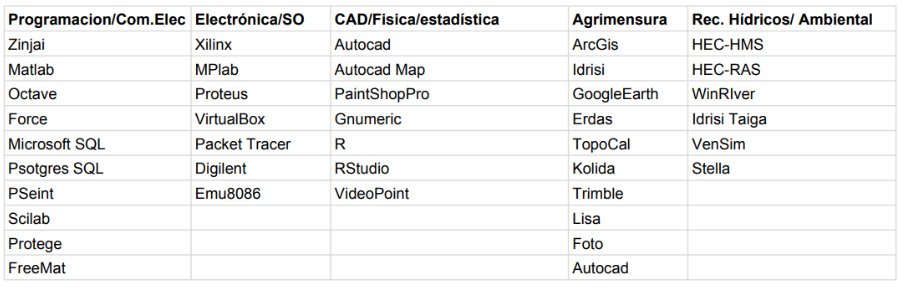 Programacion/Com.Elec Electrónica/SO CAD/Fisica/estadística Agrimensura Rec. Hídricos/ Ambiental
Zinjai Xilinx Autocad ArcGis HEC-HMS
Matlab MPlab Autocad Map Idrisi HEC-RAS
Octave Proteus PaintShopPro GoogleEarth WinRIver
Force VirtualBox Gnumeric Erdas Idrisi Taiga
Microsoft SQL Packet Tracer R TopoCal VenSim
Psotgres SQL Digilent RStudio Kolida Stella
PSeint Emu8086 VideoPoint Trimble
Scilab Lisa
Protege Foto
FreeMat Autocad